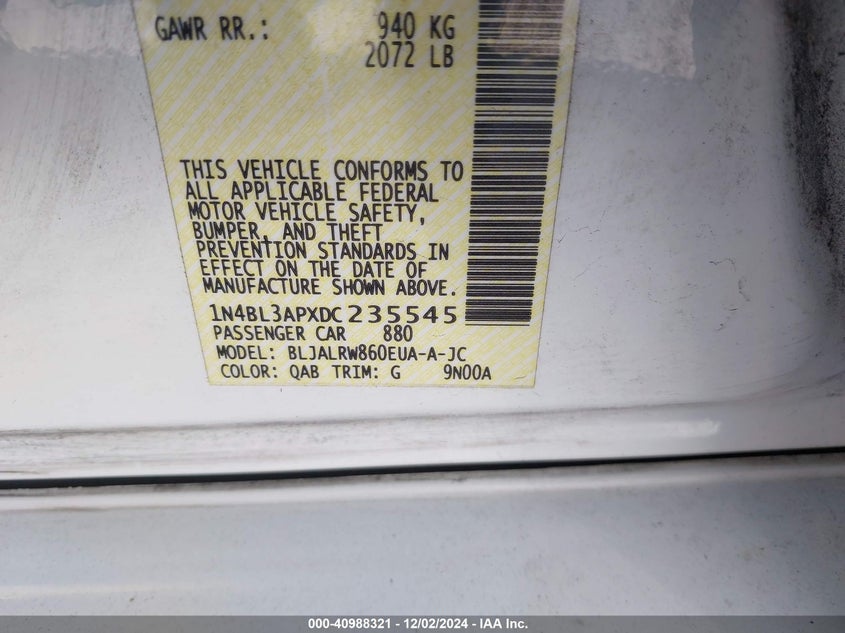 GAWR RR.: 940 KG
2072 LB
THIS VEHICLE CONFORMS TO
ALL APPLICABLE FEDERAL
MOTOR VEHICLE SAFETY,
BUMPER, AND THEFT
PREVENTION STANDARDS IN
EFFECT ON THE DATE OF
MANUFACTURE SHOWN ABOVE.
1N4BL3APXDC235545
PASSENGER CAR 880
MODEL: BLJALRW860EUA-A-JC
COLOR: QAB TRIM: G 9N00A
000-40988321 - 12/02/2024 - IAA Inc.